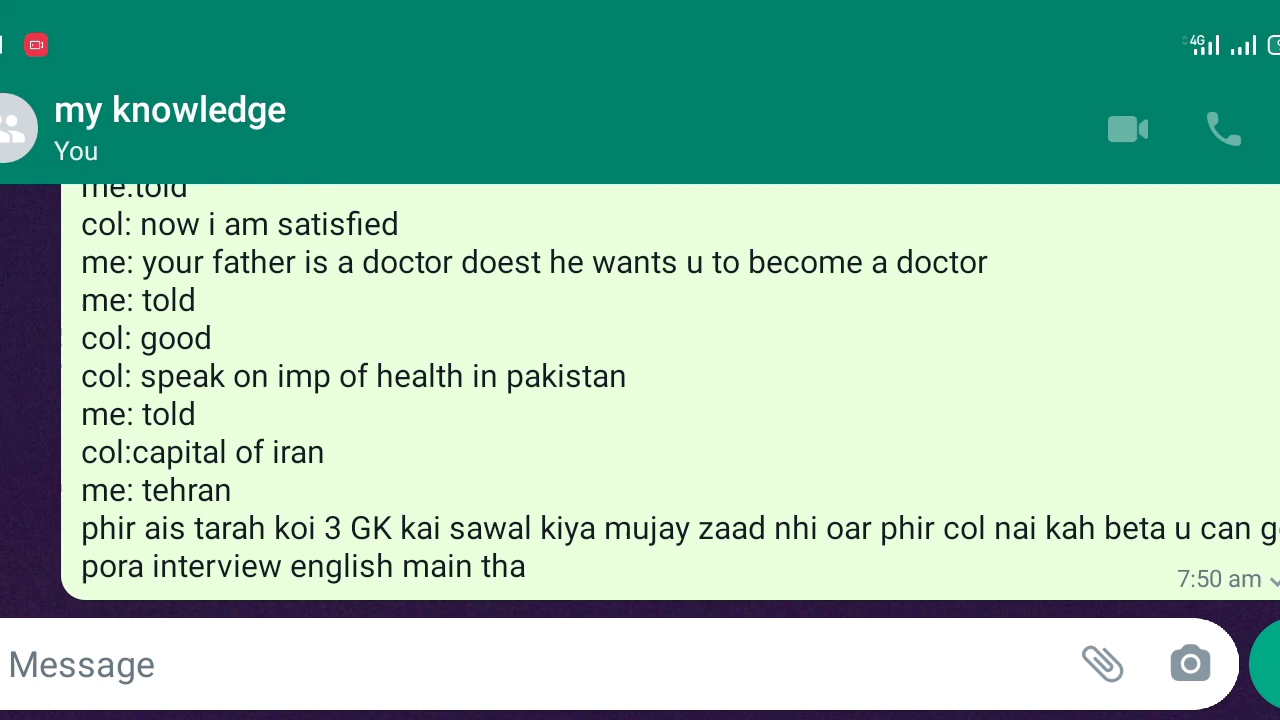 4G
my knowledge
You
me:told
col: now i am satisfied
me: your father is a doctor doest he wants u to become a doctor
me: told
col: good
col: speak on imp of health in pakistan
me: told
col:capital of iran
me: tehran
phir ais tarah koi 3 GK kai sawal kiya mujay zaad nhi oar phir col nai kah beta u can
pora interview english main tha
7:50 am
Message